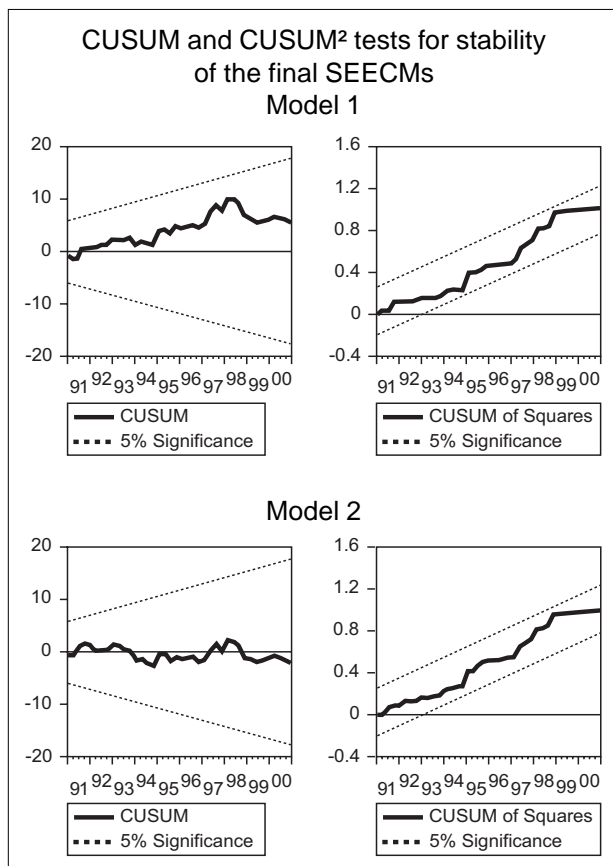 CUSUM and CUSUM² tests for stability
of the final SEECMs
Model 1
20
10
0
-10
-20
91 92 93 94 95 96 97 98 99 00
CUSUM
5% Significance
1.6
1.2
0.8
0.4
0
-0.4
91 92 93 94 95 96 97 98 99 00
CUSUM of Squares
5% Significance
Model 2
20
10
0
-10
-20
91 92 93 94 95 96 97 98 99 00
CUSUM
5% Significance
1.6
1.2
0.8
0.4
0
-0.4
91 92 93 94 95 96 97 98 99 00
CUSUM of Squares
5% Significance